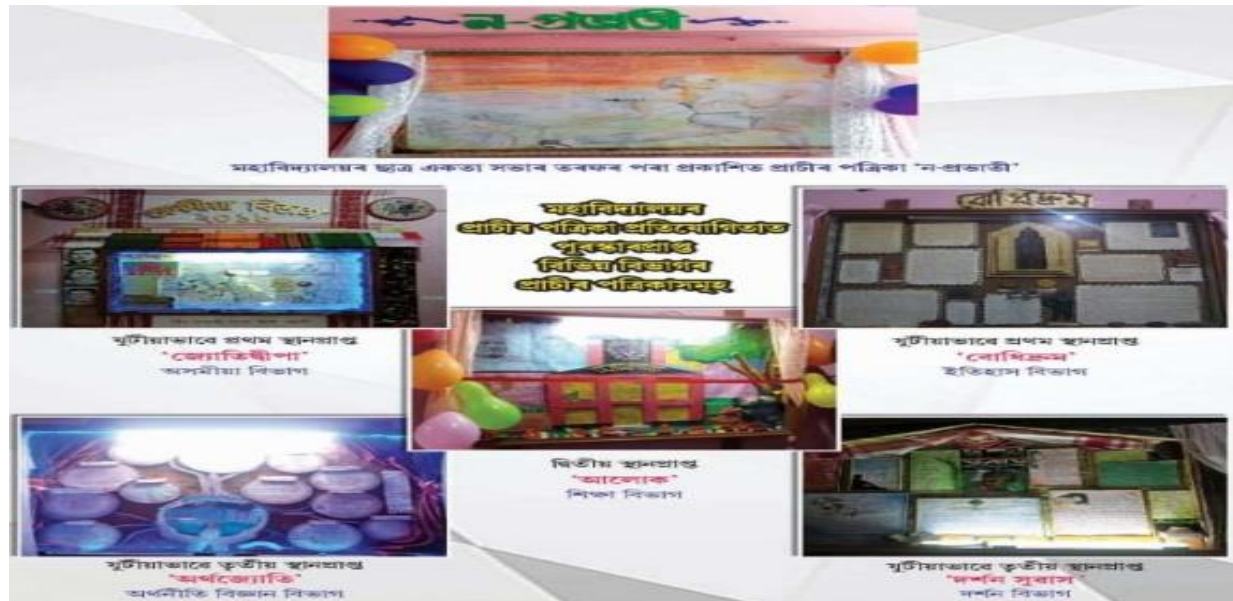 ন-প্ৰভাতী
মহাবিদ্যালয়ৰ ছাত্ৰ একতা সভাৰ তৰফৰ পৰা প্ৰকাশিত প্ৰাচীৰ পত্ৰিকা 'ন-প্ৰভাতী'
মহাবিদ্যালয়ৰ
প্ৰাচীৰ পত্ৰিকা প্ৰতিযোগিতাত
পুৰস্কাৰপ্ৰাপ্ত
বিভিন্ন বিভাগৰ
প্ৰাচীৰ পত্ৰিকাসমূহ
বোধিদ্ৰুম
যুটীয়াভাবে প্ৰথম স্থানপ্ৰাপ্ত
'জ্যোতিদ্বীপা'
অসমীয়া বিভাগ
যুটীয়াভাবে প্ৰথম স্থানপ্ৰাপ্ত
'বোধিদ্ৰুম'
ইতিহাস বিভাগ
দ্বিতীয় স্থানপ্ৰাপ্ত
'আলোক'
শিক্ষা বিভাগ
যুটীয়াভাবে তৃতীয় স্থানপ্ৰাপ্ত
'অৰ্থজ্যোতি'
অৰ্থনীতি বিজ্ঞান বিভাগ
যুটীয়াভাবে তৃতীয় স্থানপ্ৰাপ্ত
'দৰ্শন সুবাস'
দৰ্শন বিভাগ